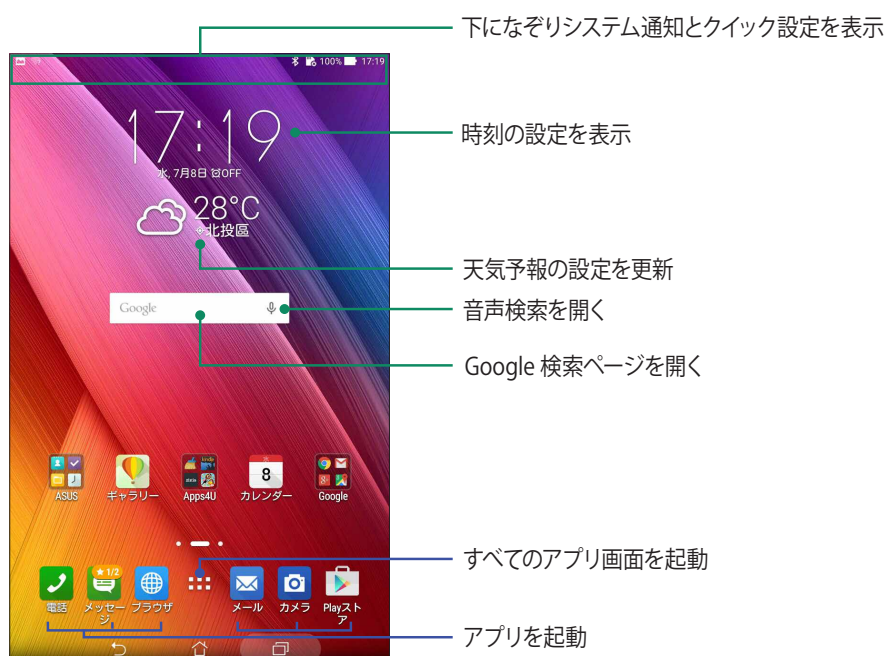 下になぞりシステム通知とクイック設定を表示
100% 17:19
17:19
時刻の設定を表示
水, 7月8日 OFF
28°C
北投區
天気予報の設定を更新
Google
音声検索を開く
Google 検索ページを開く
8
ASUS ギャラリー Apps4U カレンダー Google
すべてのアプリ画面を起動
1/2
電話 メッセージ ブラウザ メール カメラ Playストア
アプリを起動